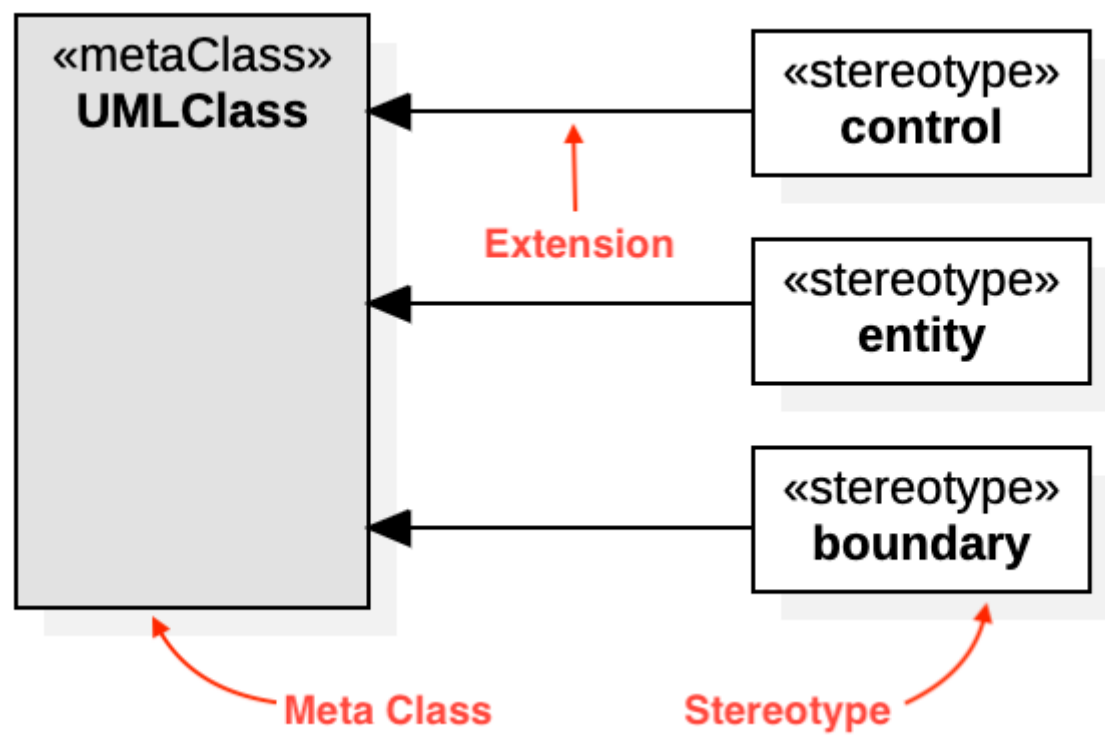 «metaClass»
UMLClass
«stereotype»
control
Extension
«stereotype»
entity
«stereotype»
boundary
Meta Class
Stereotype